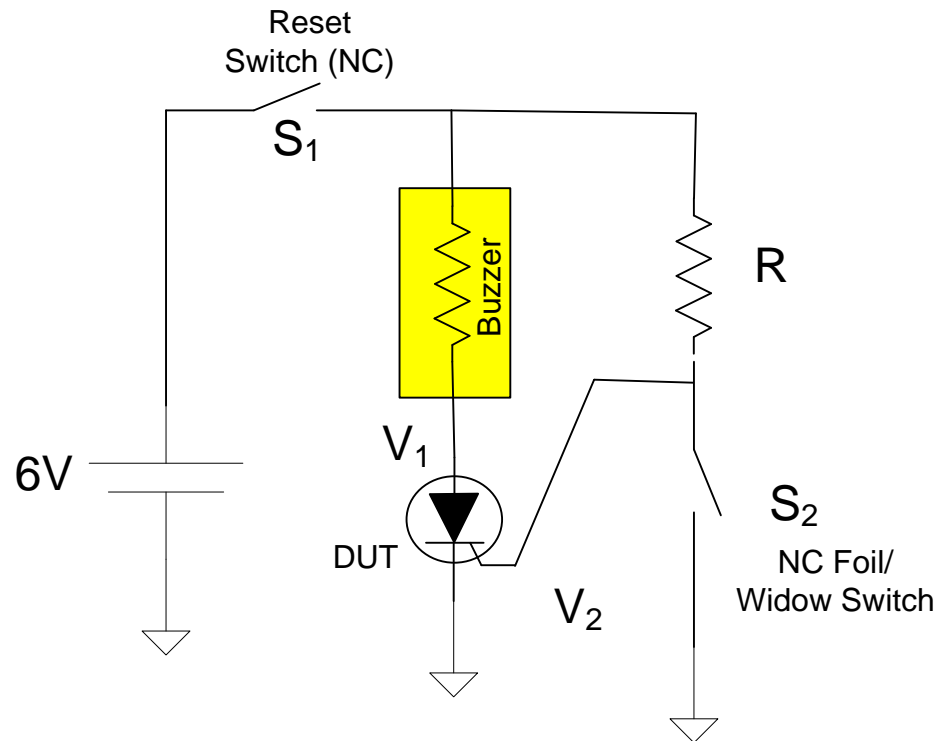 Reset
Switch (NC)
S₁
Buzzer
R
V₁
6V
S₂
DUT
NC Foil/
Widow Switch
V₂